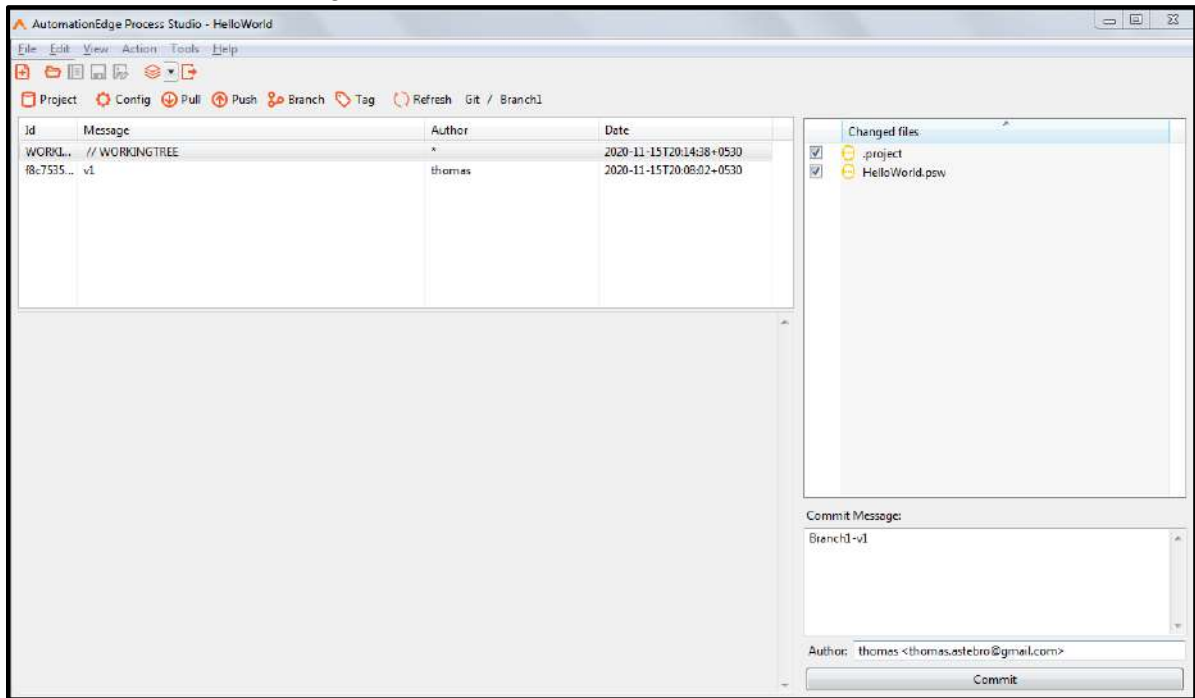 AutomationEdge Process Studio - HelloWorld
File Edit View Action Tools Help
Project Config Pull Push Branch Tag Refresh Git / Branch1
Id Message Author Date
WORKI... // WORKINGTREE * 2020-11-15T20:14:38+0530
f8c7535... v1 thomas 2020-11-15T20:08:02+0530
Changed files
.project
HelloWorld.psw
Commit Message:
Branch1-v1
Author: thomas <thomas.astebro@gmail.com>
Commit